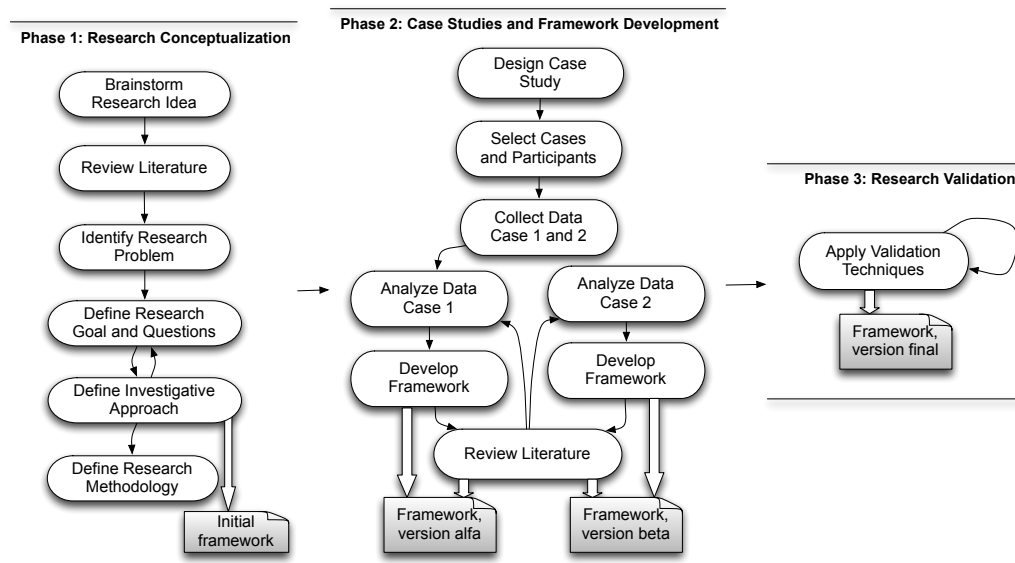 Phase 1: Research Conceptualization
Brainstorm
Research Idea
Review Literature
Identify Research
Problem
Define Research
Goal and Questions
Define Investigative
Approach
Define Research
Methodology
Initial
framework
Phase 2: Case Studies and Framework Development
Design Case
Study
Select Cases
and Participants
Collect Data
Case 1 and 2
Analyze Data
Case 1
Analyze Data
Case 2
Develop
Framework
Develop
Framework
Review Literature
Framework,
version alfa
Framework,
version beta
Phase 3: Research Validation
Apply Validation
Techniques
Framework,
version final